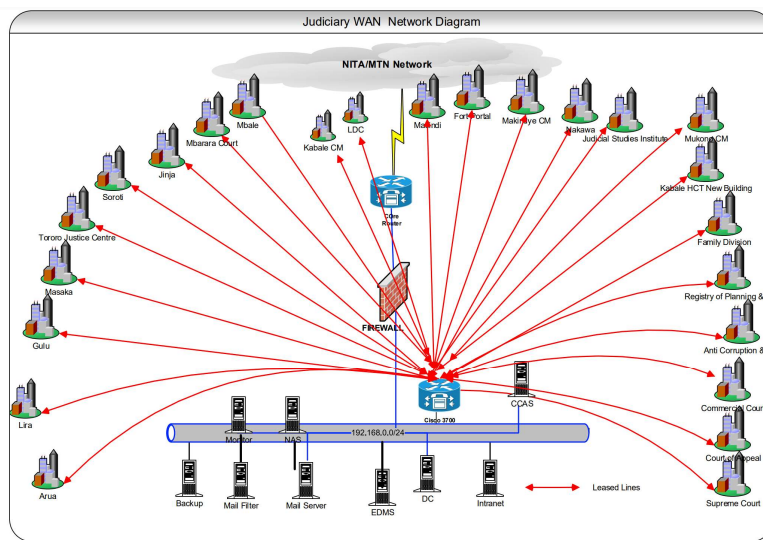 Judiciary WAN Network Diagram
NITA/MTN Network
Mbale
Mbarara Court
Jinja
Soroti
Tororo Justice Centre
Masaka
Gulu
Lira
Arua
Kabale CM
LDC
Masindi
Fort Portal
Makindye CM
Nakawa
Judicial Studies Institute
Mukono CM
Kabale HCT New Building
Family Division
Registry of Planning &
Anti Corruption &
Commercial Cour
Court of Appeal
Supreme Court
COre
Router
FIREWALL
Cisco 3700
CCAS
Monitor
NAS
192.168.0.0/24
Backup
Mail Filter
Mail Server
EDMS
DC
Intranet
Leased Lines